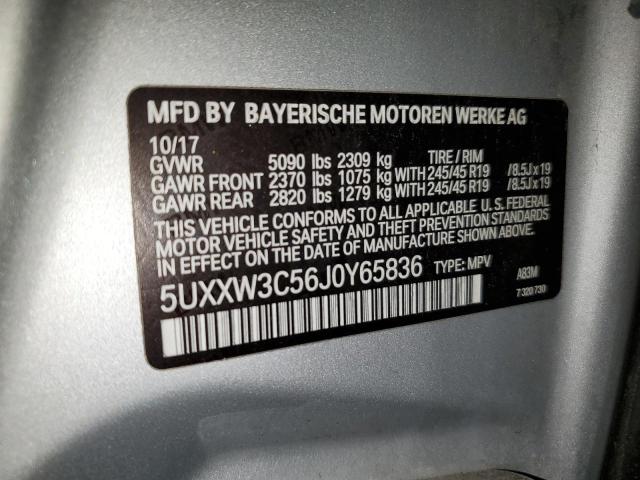 MFD BY BAYERISCHE MOTOREN WERKE AG
10/17
GVWR 5090 lbs 2309 kg TIRE / RIM
GAWR FRONT 2370 lbs 1075 kg WITH 245/45 R19 /8.5J x 19
GAWR REAR 2820 lbs 1279 kg WITH 245/45 R19 /8.5J x 19
THIS VEHICLE CONFORMS TO ALL APPLICABLE U. S. FEDERAL
MOTOR VEHICLE SAFETY AND THEFT PREVENTION STANDARDS
IN EFFECT ON THE DATE OF MANUFACTURE SHOWN ABOVE.
5UXXW3C56J0Y65836 TYPE: MPV A83M
7 320 730